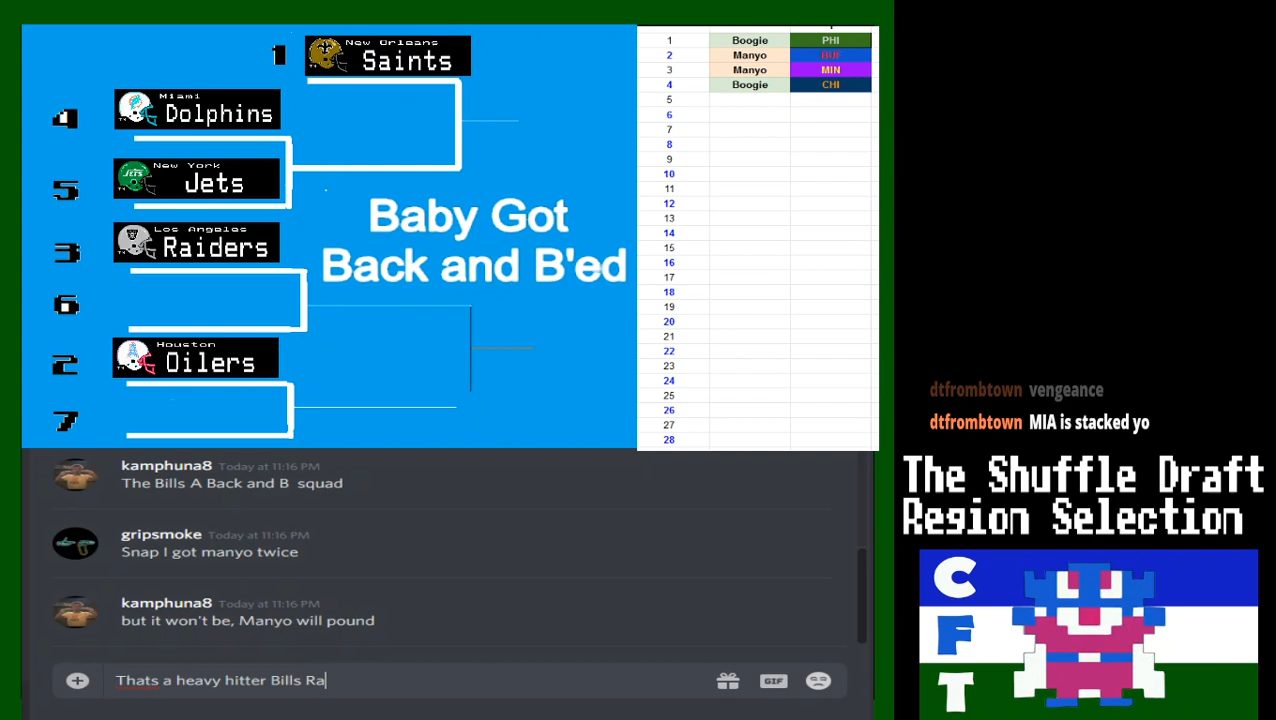 1
New Orleans
Saints
4
Miami
Dolphins
5
New York
Jets
3
Los Angeles
Raiders
6
2
Houston
Oilers
7
Baby Got
Back and B'ed
1 Boogie PHI
2 Manyo BUF
3 Manyo MIN
4 Boogie CHI
5
6
7
8
9
10
11
12
13
14
15
16
17
18
19
20
21
22
23
24
25
26
27
28
kamphuna8 Today at 11:16 PM
The Bills A Back and B squad
gripsmoke Today at 11:16 PM
Snap I got manyo twice
kamphuna8 Today at 11:16 PM
but it won't be, Manyo will pound
Thats a heavy hitter Bills Ra
GIF
dtfrombtown vengeance
dtfrombtown MIA is stacked yo
The Shuffle Draft
Region Selection
C
F
T